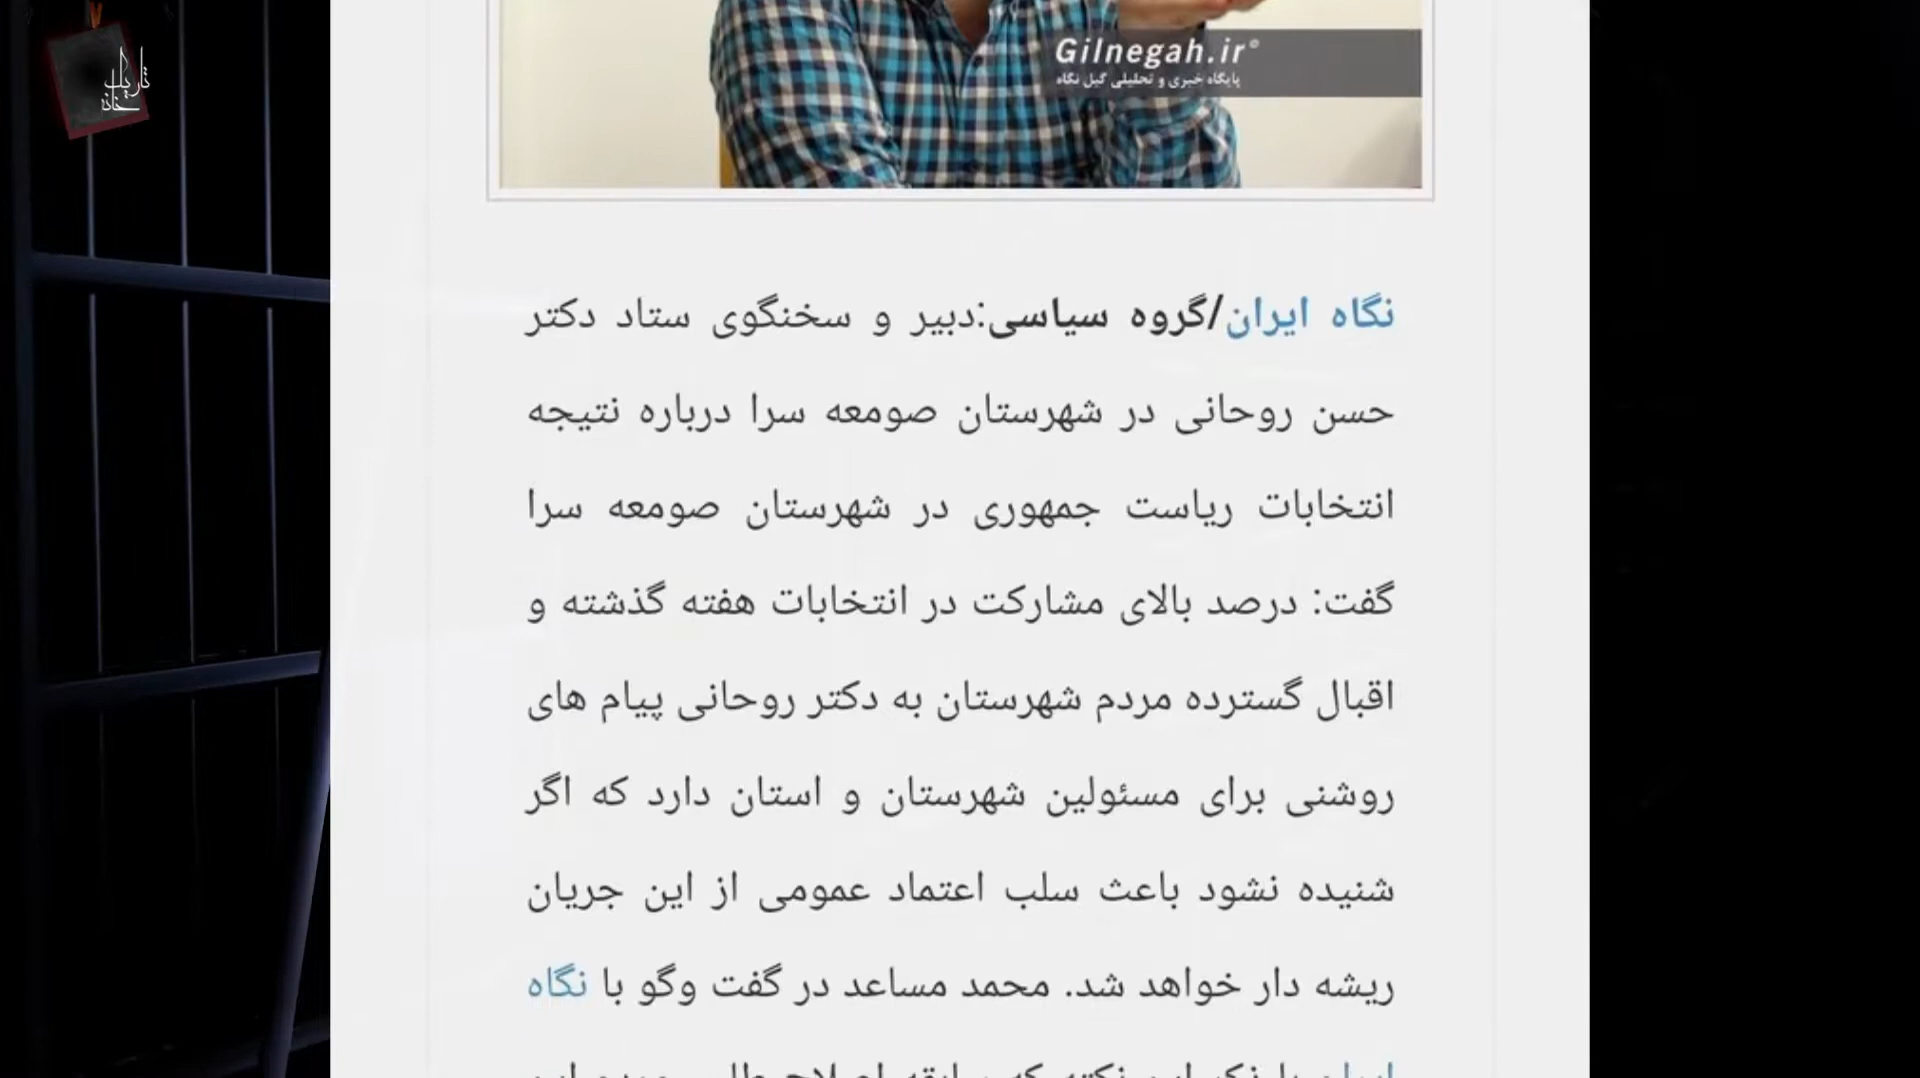 تاریک
خانه
Gilnegah.ir
پایگاه خبری و تحلیلی گیل نگاه
نگاه ایران/گروه سیاسی:دبیر و سخنگوی ستاد دکتر
حسن روحانی در شهرستان صومعه سرا درباره نتیجه
انتخابات ریاست جمهوری در شهرستان صومعه سرا
گفت: درصد بالای مشارکت در انتخابات هفته گذشته و
اقبال گسترده مردم شهرستان به دکتر روحانی پیام های
روشنی برای مسئولین شهرستان و استان دارد که اگر
شنیده نشود باعث سلب اعتماد عمومی از این جریان
ریشه دار خواهد شد. محمد مساعد در گفت وگو با نگاه